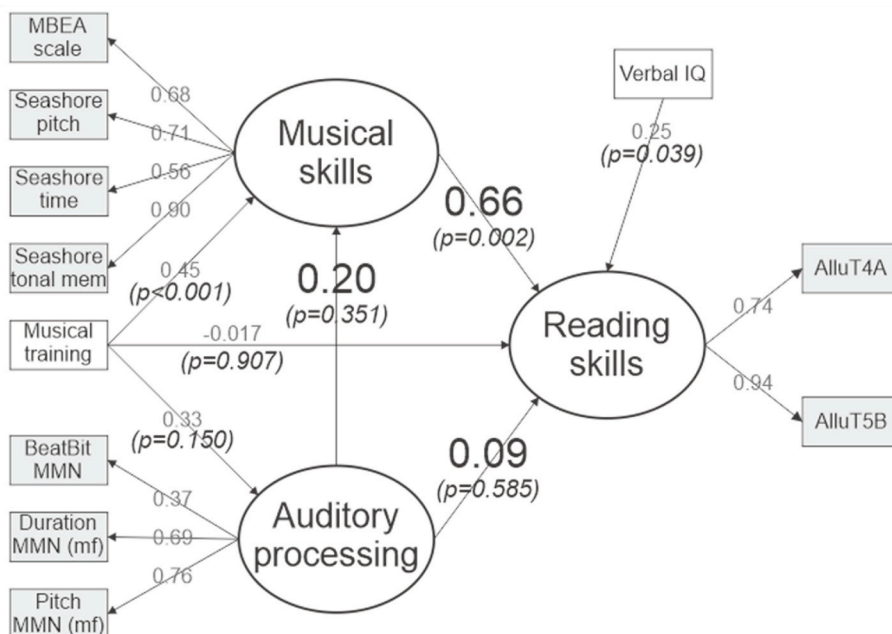 MBEA
scale
Seashore
pitch
Seashore
time
Seashore
tonal mem
Musical
training
BeatBit
MMN
Duration
MMN (mf)
Pitch
MMN (mf)
0.68
0.71
0.56
0.90
Musical
skills
0.45
(p<0.001)
0.20
(p=0.351)
-0.017
(p=0.907)
0.33
(p=0.150)
0.37
0.69
0.76
Auditory
processing
0.66
(p=0.002)
0.09
(p=0.585)
Verbal IQ
0.25
(p=0.039)
Reading
skills
0.74
0.94
AlluT4A
AlluT5B